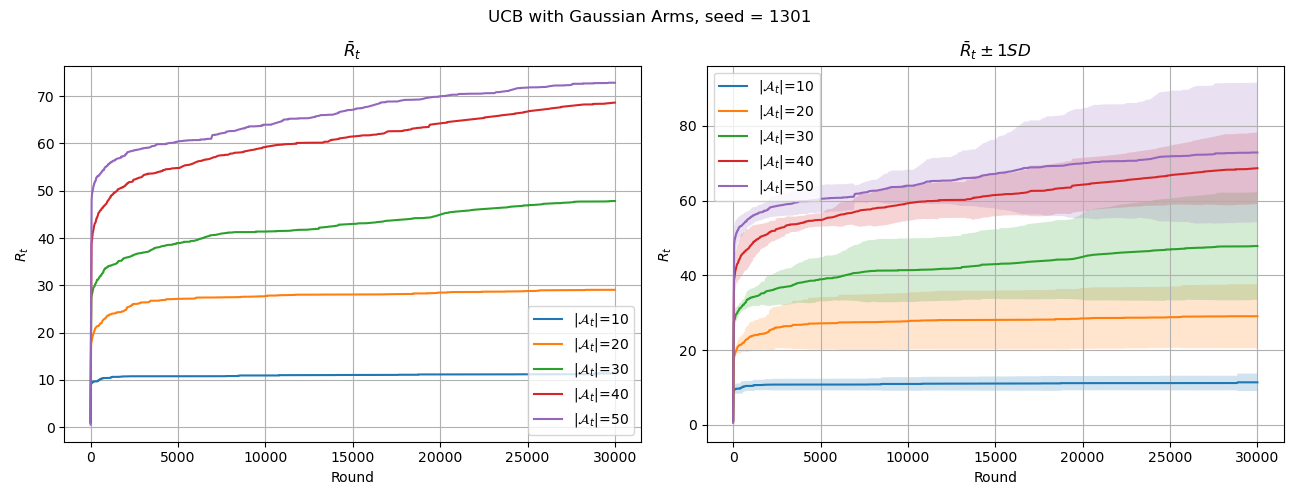 UCB with Gaussian Arms, seed = 1301
R̄ₜ
Rₜ
70
60
50
40
30
20
10
0
|𝒜ₜ|=10
|𝒜ₜ|=20
|𝒜ₜ|=30
|𝒜ₜ|=40
|𝒜ₜ|=50
0 5000 10000 15000 20000 25000 30000
Round
R̄ₜ ± 1SD
Rₜ
80
60
40
20
0
|𝒜ₜ|=10
|𝒜ₜ|=20
|𝒜ₜ|=30
|𝒜ₜ|=40
|𝒜ₜ|=50
0 5000 10000 15000 20000 25000 30000
Round